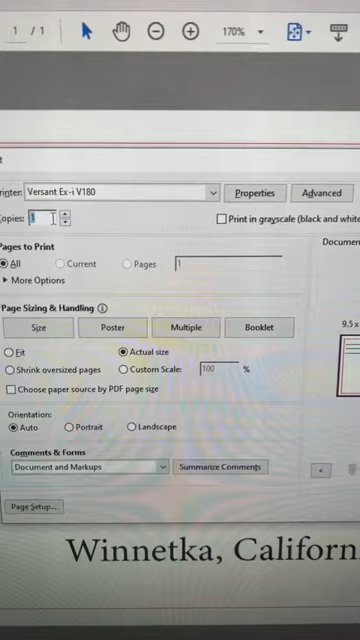 1 / 1 170%
Versant Ex-i V180 Properties Advanced
1 Print in grayscale (black and white
Pages to Print
All Current Pages 1
More Options
Page Sizing & Handling
Size Poster Multiple Booklet
9.5 x
Fit Actual size
Shrink oversized pages Custom Scale: 100 %
Choose paper source by PDF page size
Orientation:
Auto Portrait Landscape
Comments & Forms
Document and Markups Summarize Comments
<
Page Setup...
Winnetka, Californ